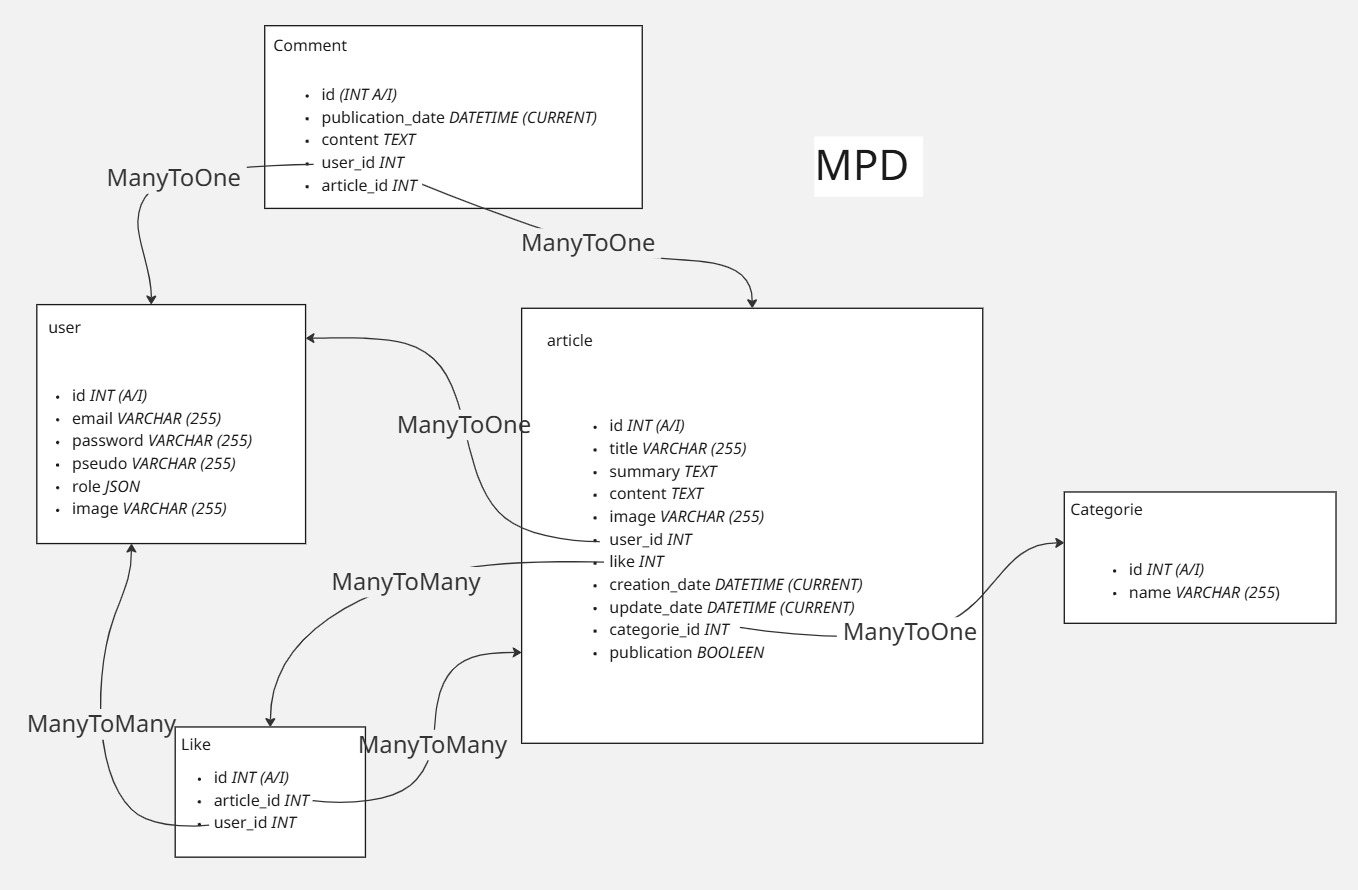 Comment
id (INT A/I)
publication_date DATETIME (CURRENT)
content TEXT
user_id INT
article_id INT
MPD
ManyToOne
ManyToOne
user
id INT (A/I)
email VARCHAR (255)
password VARCHAR (255)
pseudo VARCHAR (255)
role JSON
image VARCHAR (255)
ManyToOne
article
id INT (A/I)
title VARCHAR (255)
summary TEXT
content TEXT
image VARCHAR (255)
user_id INT
like INT
creation_date DATETIME (CURRENT)
update_date DATETIME (CURRENT)
categorie_id INT
publication BOOLEEN
ManyToOne
Categorie
id INT (A/I)
name VARCHAR (255)
ManyToMany
ManyToMany
ManyToMany
Like
id INT (A/I)
article_id INT
user_id INT